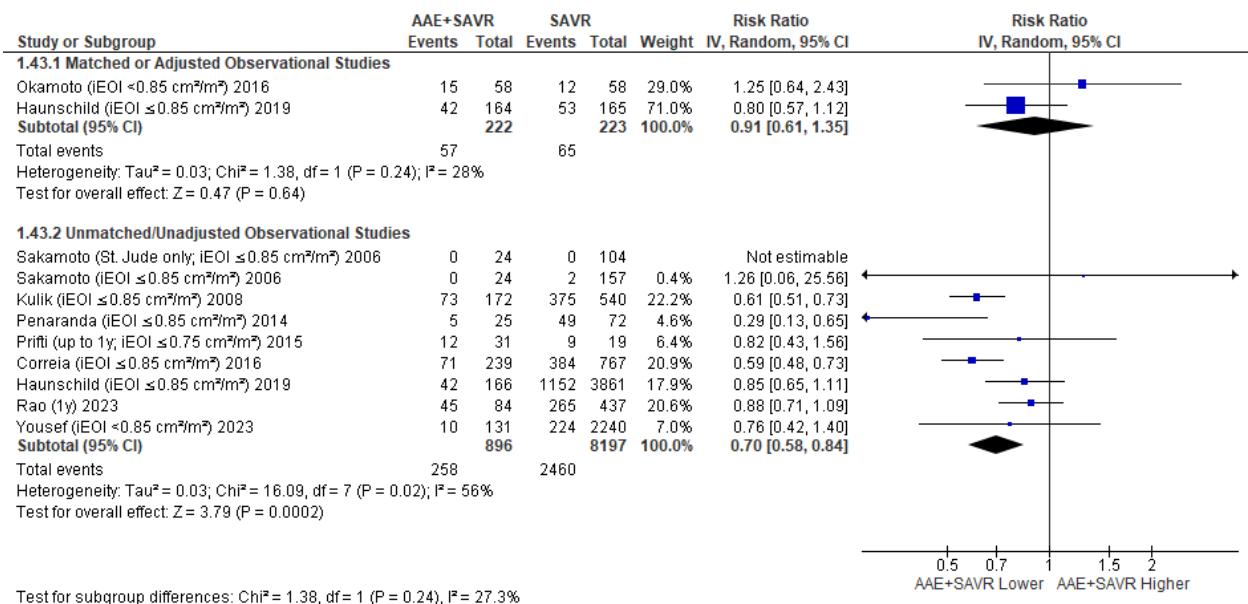 AAE+SAVR SAVR Risk Ratio Risk Ratio
Study or Subgroup Events Total Events Total Weight IV, Random, 95% CI IV, Random, 95% CI
1.43.1 Matched or Adjusted Observational Studies
Okamoto (iEOI <0.85 cm²/m²) 2016 15 58 12 58 29.0% 1.25 [0.64, 2.43]
Haunschild (iEOI ≤0.85 cm²/m²) 2019 42 164 53 165 71.0% 0.80 [0.57, 1.12]
Subtotal (95% CI) 222 223 100.0% 0.91 [0.61, 1.35]
Total events 57 65
Heterogeneity: Tau² = 0.03; Chi² = 1.38, df = 1 (P = 0.24); I² = 28%
Test for overall effect: Z = 0.47 (P = 0.64)
1.43.2 Unmatched/Unadjusted Observational Studies
Sakamoto (St. Jude only; iEOI ≤0.85 cm²/m²) 2006 0 24 0 104 Not estimable
Sakamoto (iEOI ≤0.85 cm²/m²) 2006 0 24 2 157 0.4% 1.26 [0.06, 25.56]
Kulik (iEOI ≤0.85 cm²/m²) 2008 73 172 375 540 22.2% 0.61 [0.51, 0.73]
Penaranda (iEOI ≤0.85 cm²/m²) 2014 5 25 49 72 4.6% 0.29 [0.13, 0.65]
Prifti (up to 1y; iEOI ≤0.75 cm²/m²) 2015 12 31 9 19 6.4% 0.82 [0.43, 1.56]
Correia (iEOI ≤0.85 cm²/m²) 2016 71 239 384 767 20.9% 0.59 [0.48, 0.73]
Haunschild (iEOI ≤0.85 cm²/m²) 2019 42 166 1152 3861 17.9% 0.85 [0.65, 1.11]
Rao (1y) 2023 45 84 265 437 20.6% 0.88 [0.71, 1.09]
Yousef (iEOI <0.85 cm²/m²) 2023 10 131 224 2240 7.0% 0.76 [0.42, 1.40]
Subtotal (95% CI) 896 8197 100.0% 0.70 [0.58, 0.84]
Total events 258 2460
Heterogeneity: Tau² = 0.03; Chi² = 16.09, df = 7 (P = 0.02); I² = 56%
Test for overall effect: Z = 3.79 (P = 0.0002)
0.5 0.7 1 1.5 2
AAE+SAVR Lower AAE+SAVR Higher
Test for subgroup differences: Chi² = 1.38, df = 1 (P = 0.24), I² = 27.3%